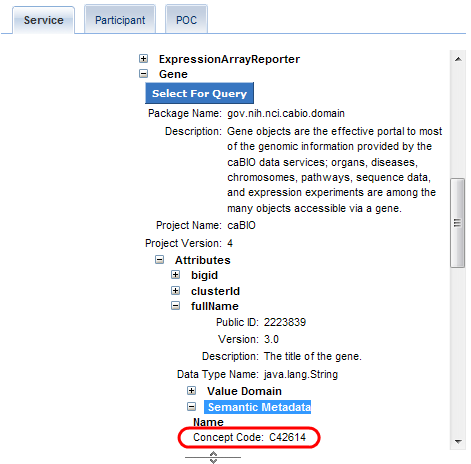 Service Participant POC
ExpressionArrayReporter
Gene
Select For Query
Package Name: gov.nih.nci.cabio.domain
Description: Gene objects are the effective portal to most
of the genomic information provided by the
caBIO data services; organs, diseases,
chromosomes, pathways, sequence data,
and expression experiments are among the
many objects accessible via a gene.
Project Name: caBIO
Project Version: 4
Attributes
bigid
clusterId
fullName
Public ID: 2223839
Version: 3.0
Description: The title of the gene.
Data Type Name: java.lang.String
Value Domain
Semantic Metadata
Name
Concept Code: C42614